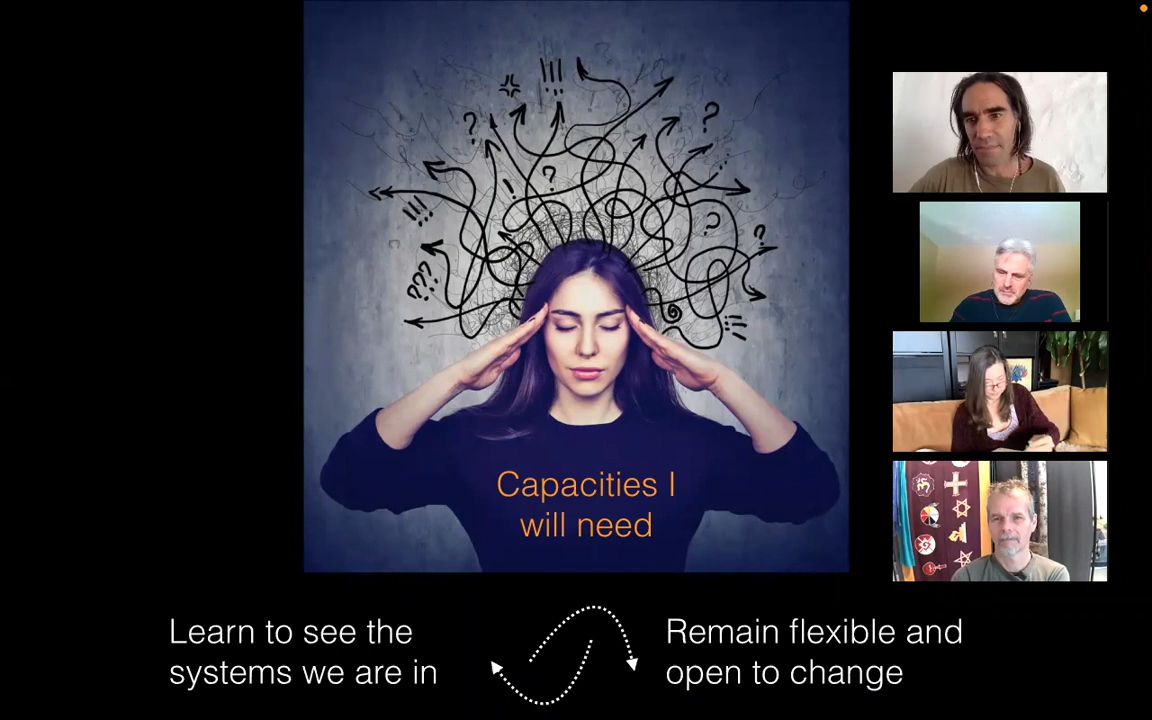 !!!
?
?
?
!
!!!
?
?
???
!!!
Capacities I
will need
Learn to see the
systems we are in
Remain flexible and
open to change